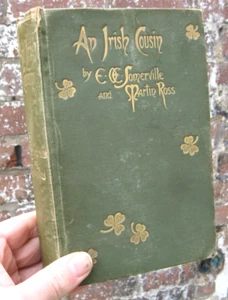 An Irish Cousin
by E. Œ Somerville
and Martin Ross